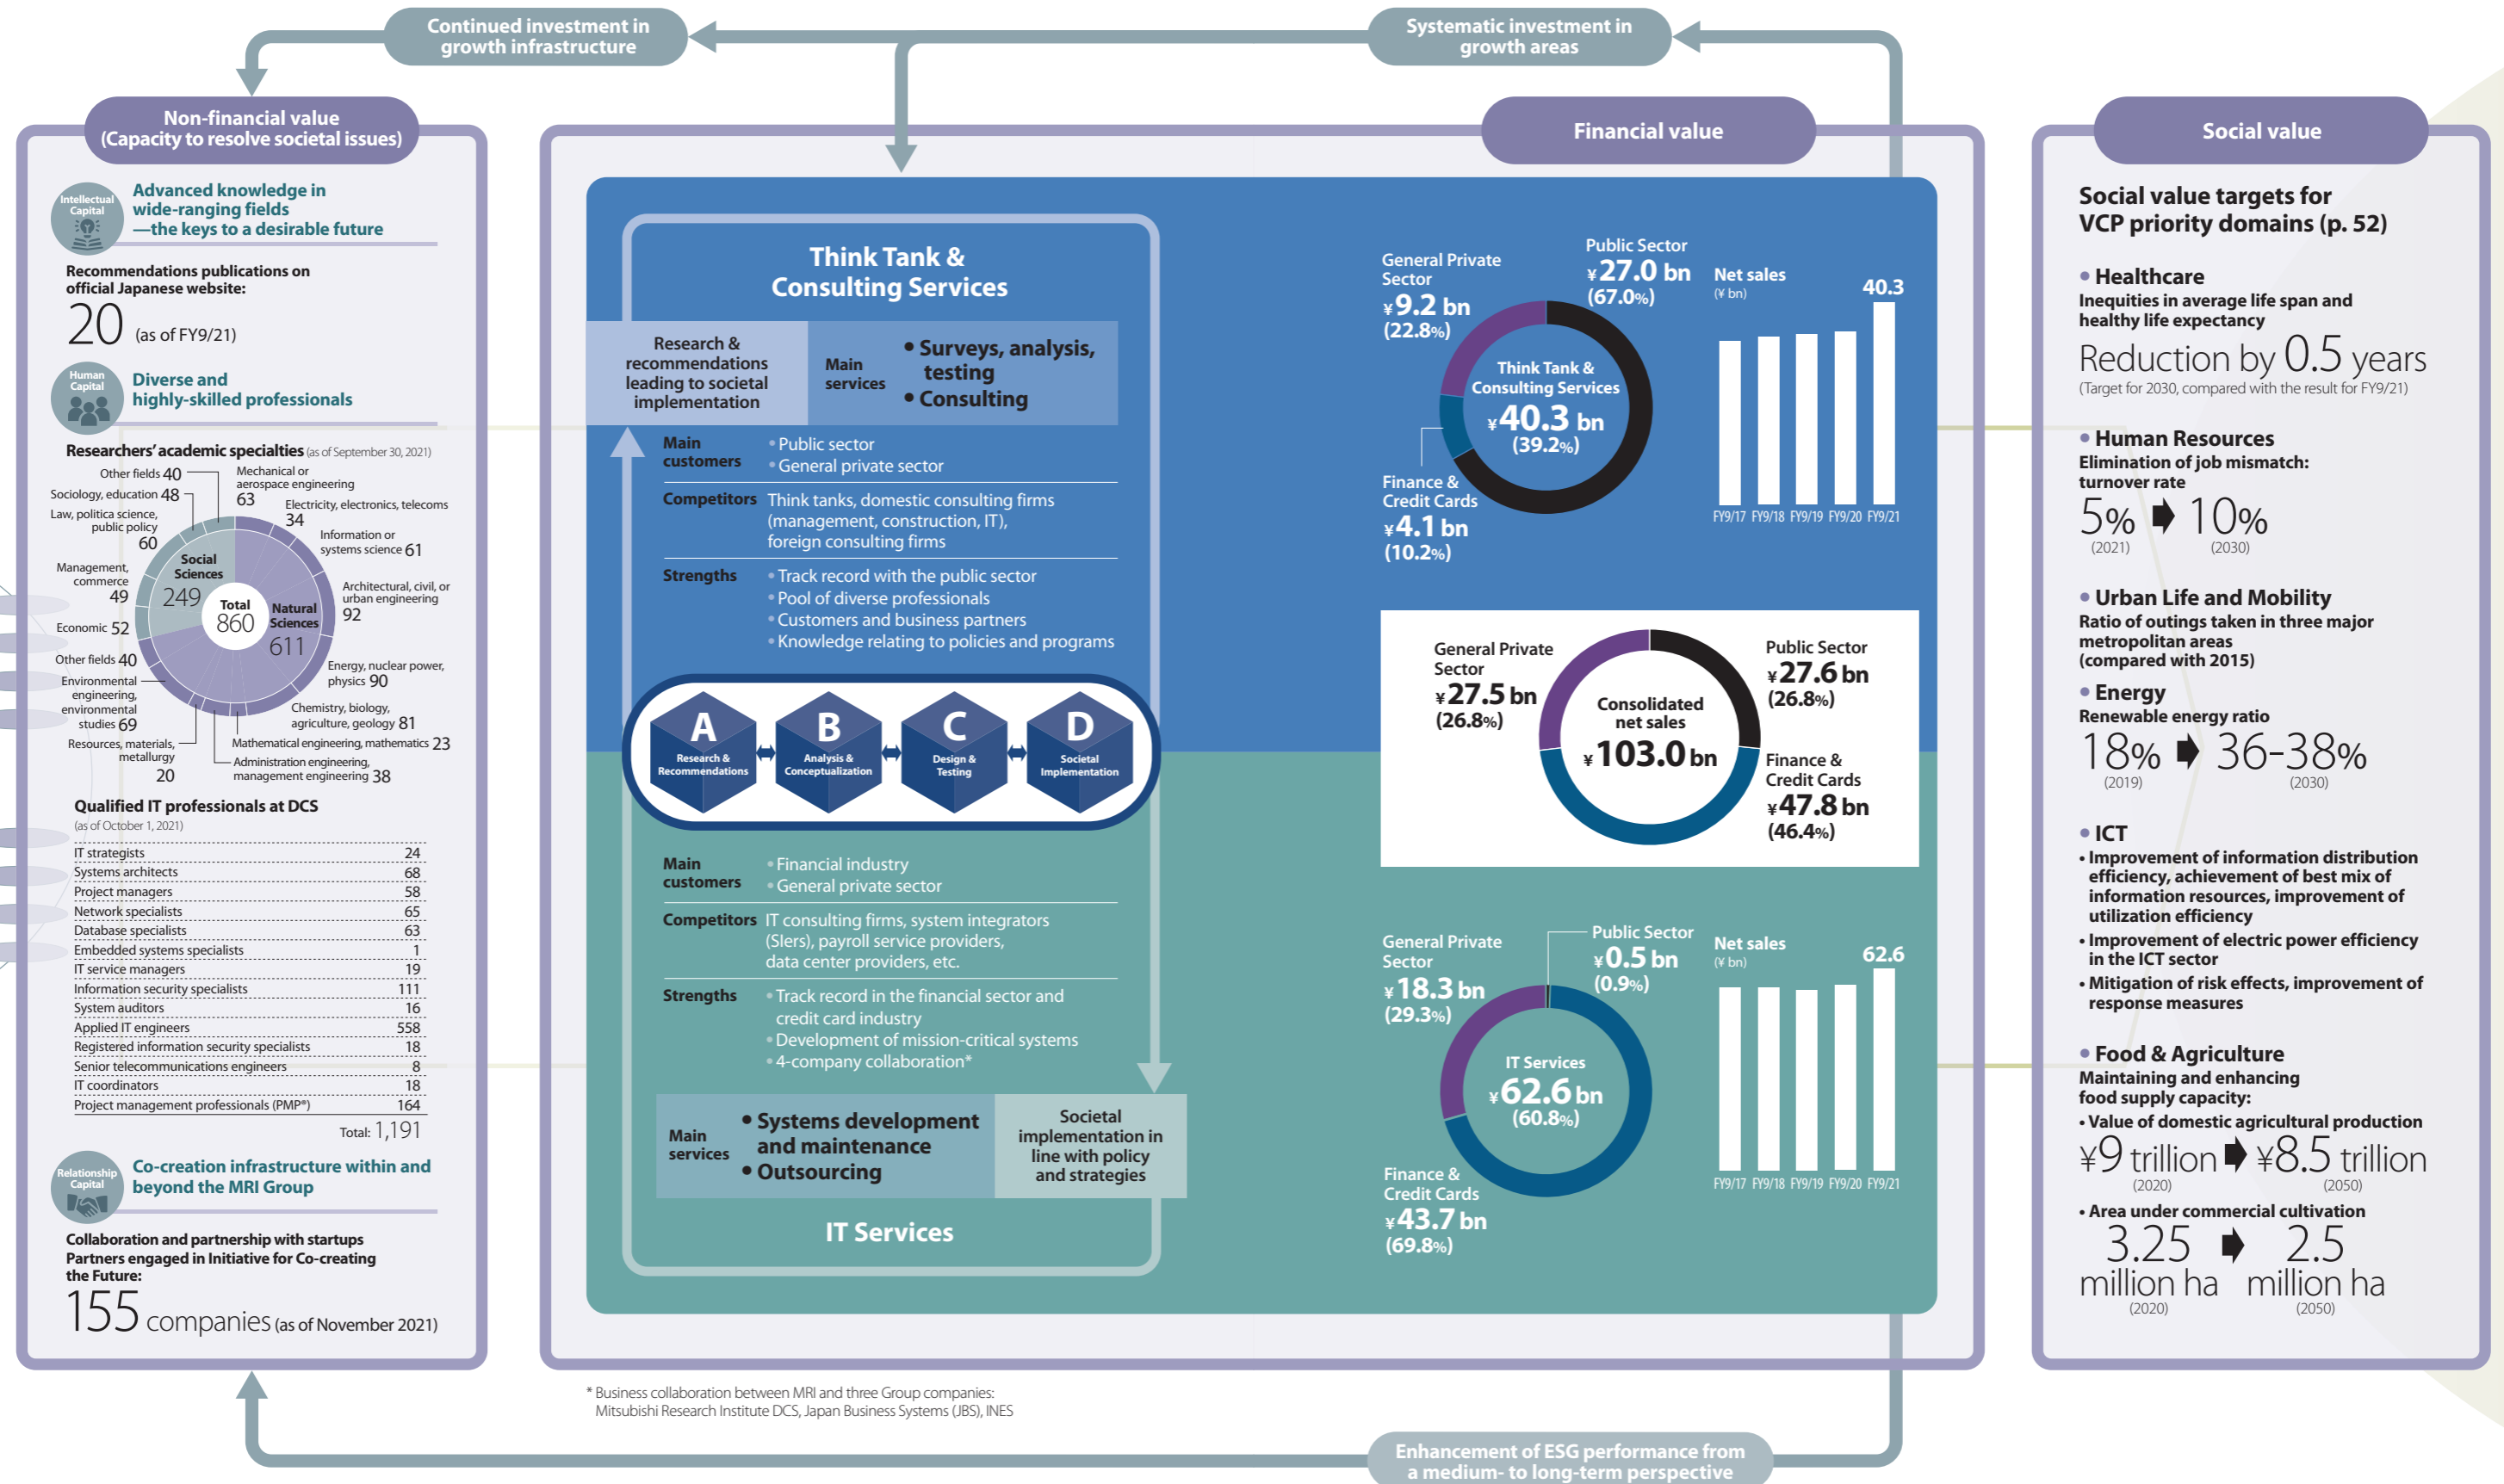 Continued investment in
growth infrastructure
Systematic investment in
growth areas
Non-financial value
(Capacity to resolve societal issues)
Intellectual
Capital
Advanced knowledge in
wide-ranging fields
—the keys to a desirable future
Recommendations publications on
official Japanese website:
20 (as of FY9/21)
Human
Capital
Diverse and
highly-skilled professionals
Researchers' academic specialties (as of September 30, 2021)
Other fields 40
Sociology, education 48
Law, politica science,
public policy
60
Management,
commerce
49
Economic 52
Other fields 40
Environmental
engineering,
environmental
studies 69
Resources, materials,
metallurgy
20
Mechanical or
aerospace engineering
63
Electricity, electronics, telecoms
34
Information or
systems science 61
Architectural, civil, or
urban engineering
92
Energy, nuclear power,
physics 90
Chemistry, biology,
agriculture, geology 81
Mathematical engineering, mathematics 23
Administration engineering,
management engineering 38
Social
Sciences
249
Total
860
Natural
Sciences
611
Qualified IT professionals at DCS
(as of October 1, 2021)
IT strategists 24
Systems architects 68
Project managers 58
Network specialists 65
Database specialists 63
Embedded systems specialists 1
IT service managers 19
Information security specialists 111
System auditors 16
Applied IT engineers 558
Registered information security specialists 18
Senior telecommunications engineers 8
IT coordinators 18
Project management professionals (PMP®) 164
Total: 1,191
Relationship
Capital
Co-creation infrastructure within and
beyond the MRI Group
Collaboration and partnership with startups
Partners engaged in Initiative for Co-creating
the Future:
155 companies (as of November 2021)
Financial value
Think Tank &
Consulting Services
Research &
recommendations
leading to societal
implementation
Main
services
• Surveys, analysis,
testing
• Consulting
Main
customers
• Public sector
• General private sector
Competitors
Think tanks, domestic consulting firms
(management, construction, IT),
foreign consulting firms
Strengths
• Track record with the public sector
• Pool of diverse professionals
• Customers and business partners
• Knowledge relating to policies and programs
A
Research &
Recommendations
B
Analysis &
Conceptualization
C
Design &
Testing
D
Societal
Implementation
Main
customers
• Financial industry
• General private sector
Competitors
IT consulting firms, system integrators
(SIers), payroll service providers,
data center providers, etc.
Strengths
• Track record in the financial sector and
credit card industry
• Development of mission-critical systems
• 4-company collaboration*
Main
services
• Systems development
and maintenance
• Outsourcing
Societal
implementation in
line with policy
and strategies
IT Services
General Private
Sector
¥9.2 bn
(22.8%)
Public Sector
¥27.0 bn
(67.0%)
Think Tank &
Consulting Services
¥40.3 bn
(39.2%)
Finance &
Credit Cards
¥4.1 bn
(10.2%)
Net sales
(¥ bn)
40.3
FY9/17 FY9/18 FY9/19 FY9/20 FY9/21
General Private
Sector
¥27.5 bn
(26.8%)
Consolidated
net sales
¥103.0 bn
Public Sector
¥27.6 bn
(26.8%)
Finance &
Credit Cards
¥47.8 bn
(46.4%)
General Private
Sector
¥18.3 bn
(29.3%)
Public Sector
¥0.5 bn
(0.9%)
IT Services
¥62.6 bn
(60.8%)
Finance &
Credit Cards
¥43.7 bn
(69.8%)
Net sales
(¥ bn)
62.6
FY9/17 FY9/18 FY9/19 FY9/20 FY9/21
Social value
Social value targets for
VCP priority domains (p. 52)
• Healthcare
Inequities in average life span and
healthy life expectancy
Reduction by 0.5 years
(Target for 2030, compared with the result for FY9/21)
• Human Resources
Elimination of job mismatch:
turnover rate
5% 10%
(2021) (2030)
• Urban Life and Mobility
Ratio of outings taken in three major
metropolitan areas
(compared with 2015)
• Energy
Renewable energy ratio
18% 36-38%
(2019) (2030)
• ICT
• Improvement of information distribution
efficiency, achievement of best mix of
information resources, improvement of
utilization efficiency
• Improvement of electric power efficiency
in the ICT sector
• Mitigation of risk effects, improvement of
response measures
• Food & Agriculture
Maintaining and enhancing
food supply capacity:
• Value of domestic agricultural production
¥9 trillion ¥8.5 trillion
(2020) (2050)
• Area under commercial cultivation
3.25 2.5
million ha million ha
(2020) (2050)
* Business collaboration between MRI and three Group companies:
Mitsubishi Research Institute DCS, Japan Business Systems (JBS), INES
Enhancement of ESG performance from
a medium- to long-term perspective